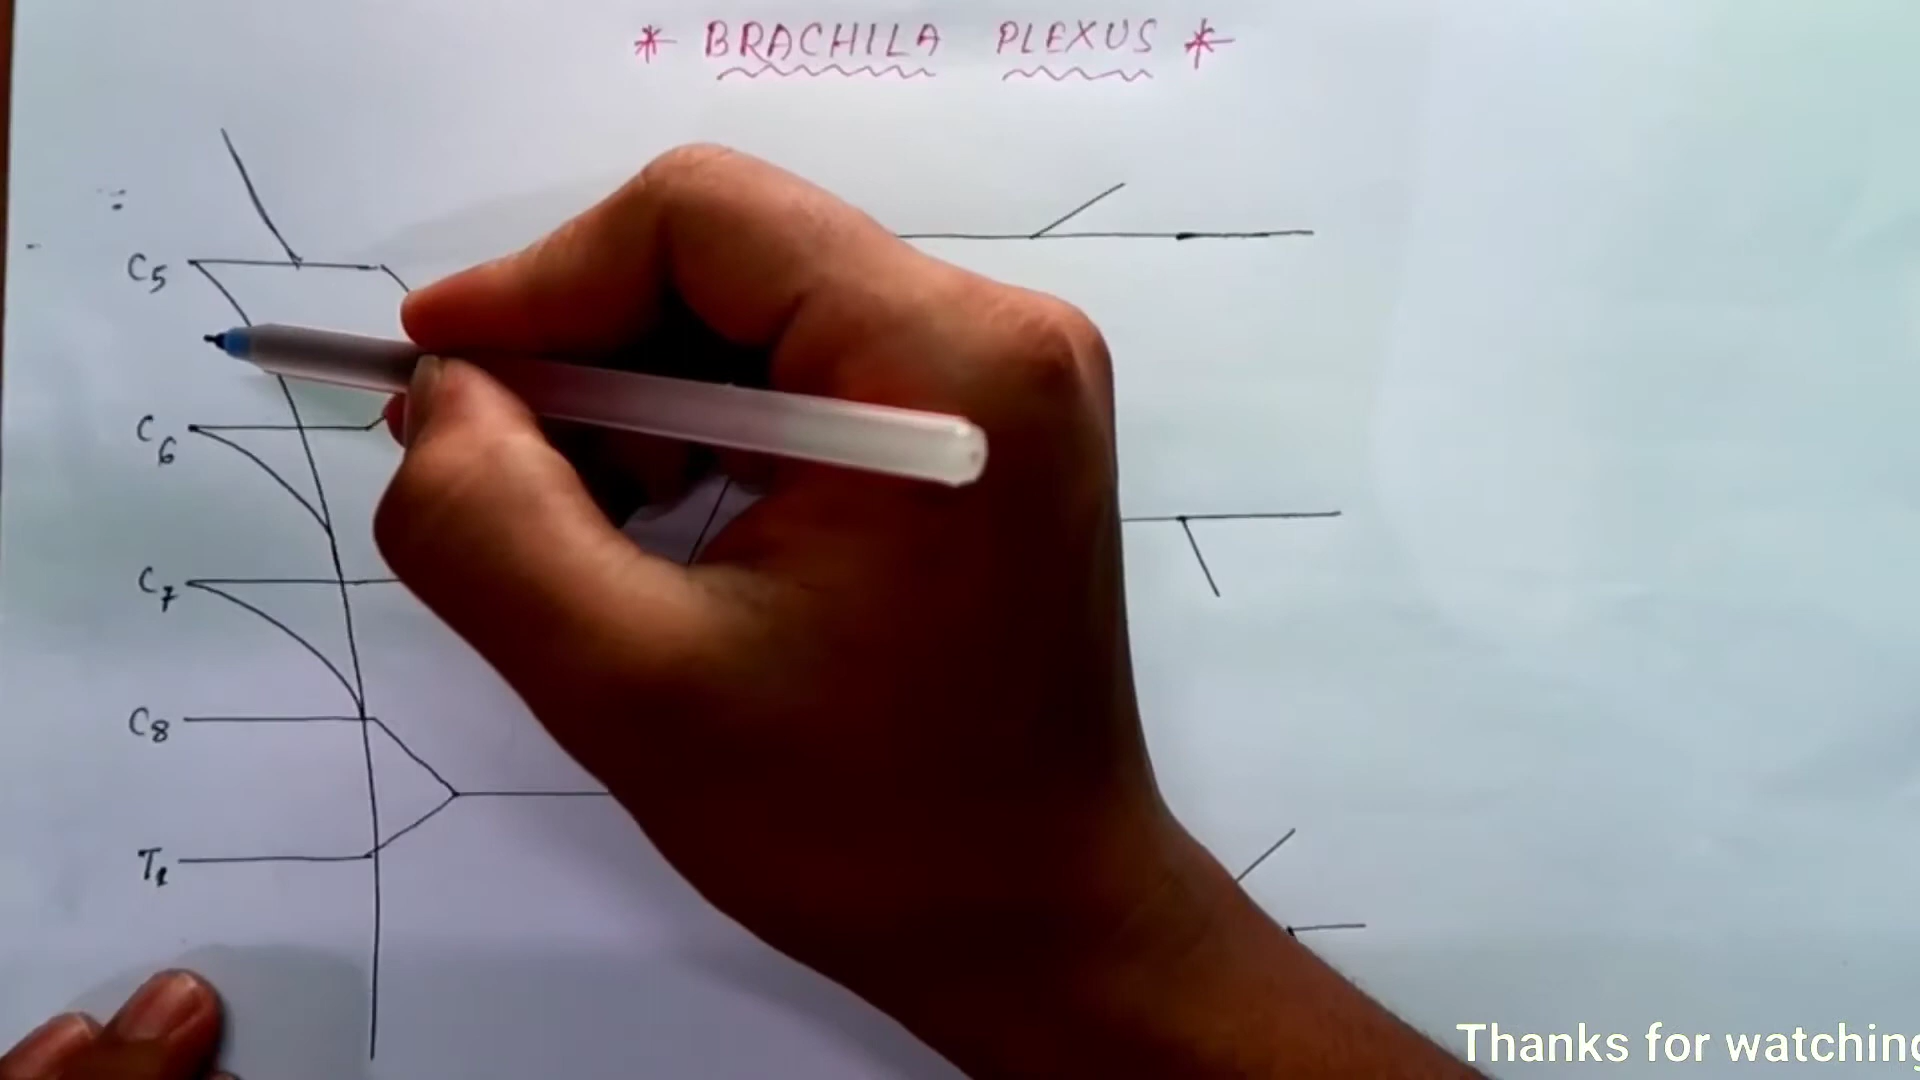 * BRACHILA PLEXUS *
C5
C6
C7
C8
T1
Thanks for watching